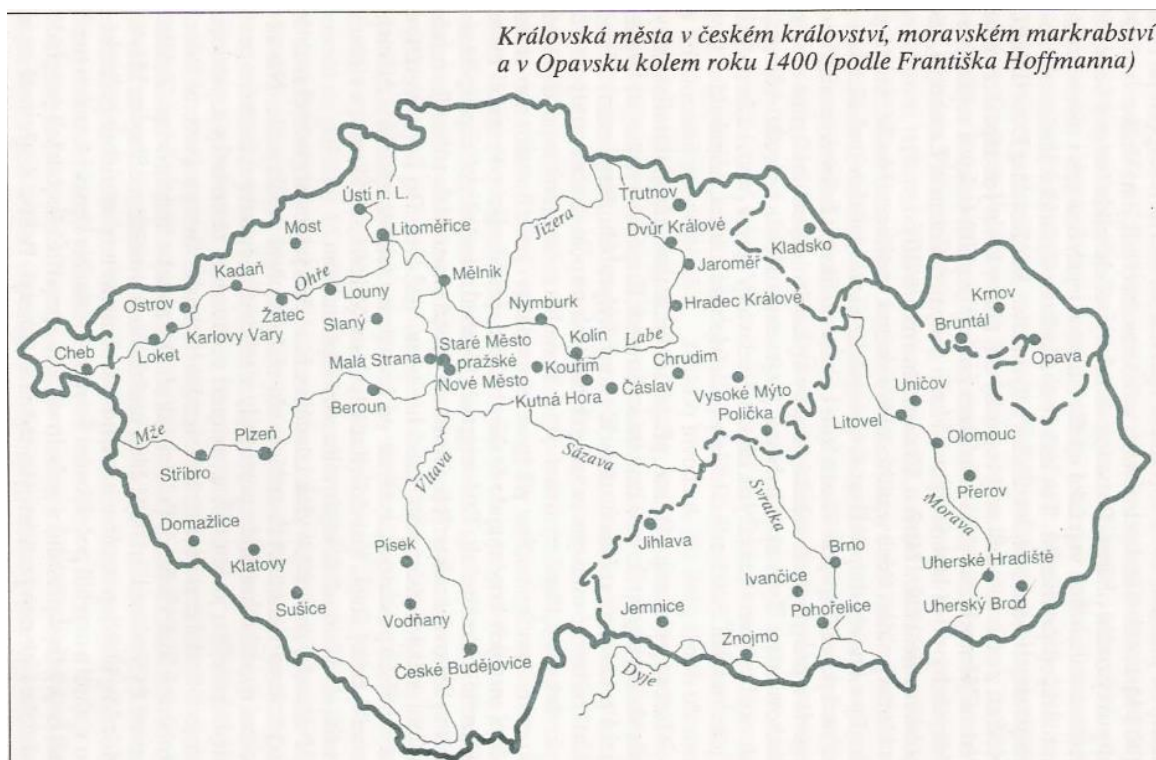 Královská města v českém království, moravském markrabství
a v Opavsku kolem roku 1400 (podle Františka Hoffmanna)
Trutnov
Ústí n. L.
Jizera
Most
Litoměřice
Dvůr Králové
Kladsko
Kadaň
Ohře
Mělník
Jaroměř
Ostrov
Louny
Žatec
Nymburk
Hradec Králové
Krnov
Karlovy Vary
Slaný
Kolín
Labe
Bruntál
Loket
Staré Město
pražské
Nové Město
Malá Strana
Cheb
Kouřim
Chrudim
Opava
Kutná Hora
Čáslav
Vysoké Mýto
Polička
Uničov
Beroun
Litovel
Mže
Plzeň
Olomouc
Stříbro
Vltava
Sázava
Svratka
Přerov
Morava
Domažlice
Jihlava
Klatovy
Písek
Brno
Uherské Hradiště
Ivančice
Sušice
Vodňany
Jemnice
Pohořelice
Uherský Brod
Znojmo
České Budějovice
Dyje